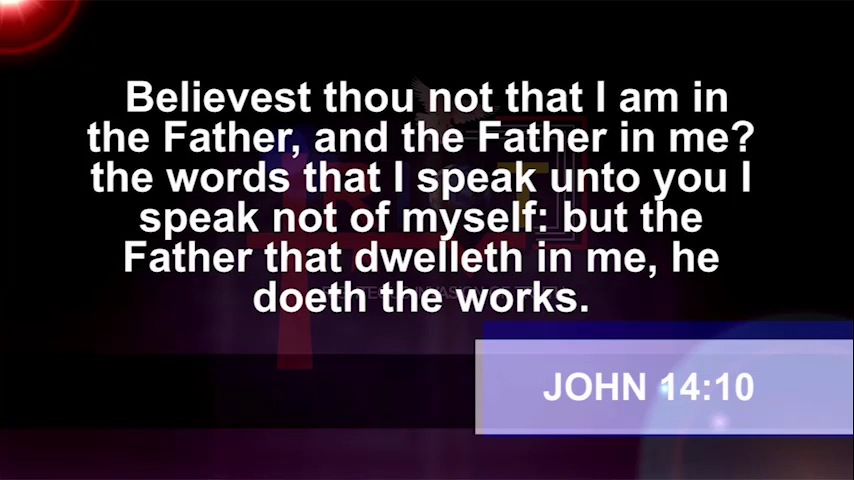 Believest thou not that I am in
the Father, and the Father in me?
the words that I speak unto you I
speak not of myself: but the
Father that dwelleth in me, he
doeth the works.
JOHN 14:10